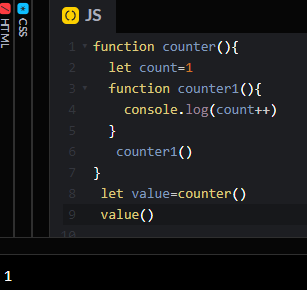 HTML
CSS
JS
1 function counter(){
2 let count=1
3 function counter1(){
4 console.log(count++)
5 }
6 counter1()
7 }
8 let value=counter()
9 value()
10
1